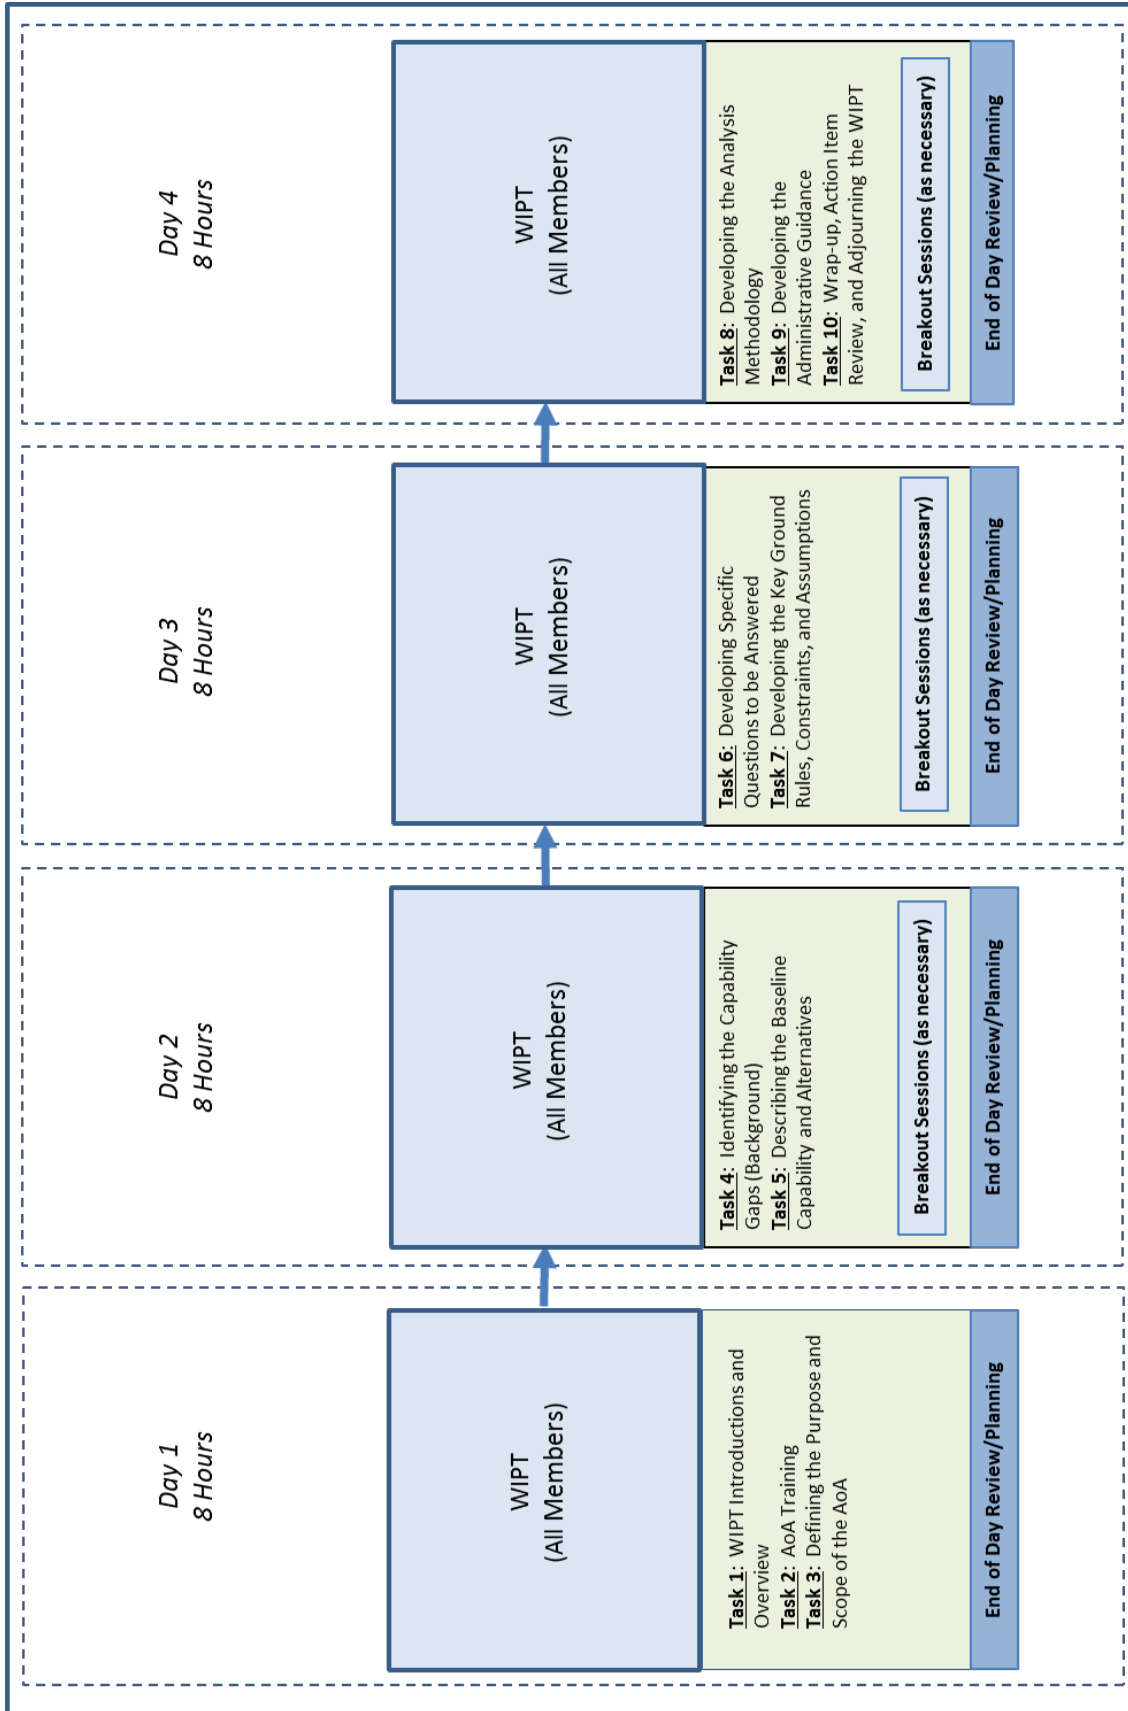 Day 1
8 Hours
WIPT
(All Members)
Task 1: WIPT Introductions and
Overview
Task 2: AoA Training
Task 3: Defining the Purpose and
Scope of the AoA
End of Day Review/Planning
Day 2
8 Hours
WIPT
(All Members)
Task 4: Identifying the Capability
Gaps (Background)
Task 5: Describing the Baseline
Capability and Alternatives
Breakout Sessions (as necessary)
End of Day Review/Planning
Day 3
8 Hours
WIPT
(All Members)
Task 6: Developing Specific
Questions to be Answered
Task 7: Developing the Key Ground
Rules, Constraints, and Assumptions
Breakout Sessions (as necessary)
End of Day Review/Planning
Day 4
8 Hours
WIPT
(All Members)
Task 8: Developing the Analysis
Methodology
Task 9: Developing the
Administrative Guidance
Task 10: Wrap-up, Action Item
Review, and Adjourning the WIPT
Breakout Sessions (as necessary)
End of Day Review/Planning